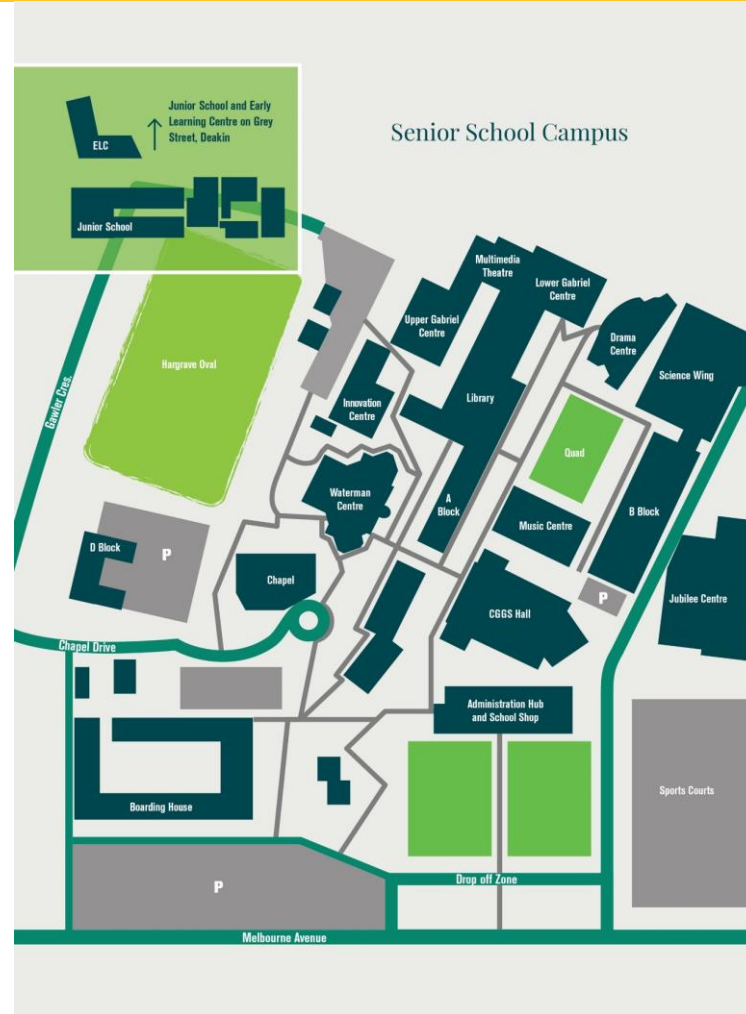 Junior School and Early
Learning Centre on Grey
Street, Deakin
ELC
Senior School Campus
Junior School
Multimedia
Theatre
Lower Gabriel
Centre
Upper Gabriel
Centre
Drama
Centre
Science Wing
Hargrave Oval
Gawler Cres.
Innovation
Centre
Library
Quad
Waterman
Centre
A
Block
Music Centre
B Block
D Block
P
Chapel
CGGS Hall
P
Jubilee Centre
Chapel Drive
Administration Hub
and School Shop
Boarding House
Sports Courts
P
Drop off Zone
Melbourne Avenue